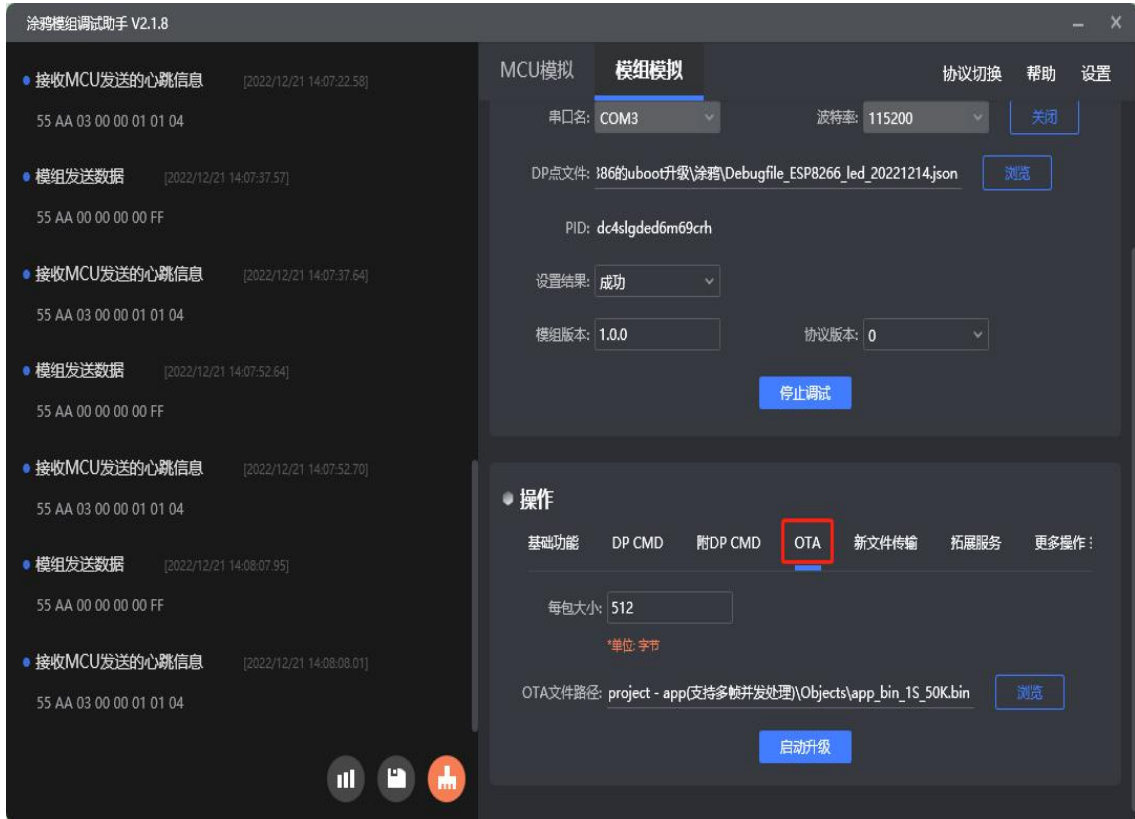 涂鸦模组调试助手 V2.1.8
接收MCU发送的心跳信息 [2022/12/21 14:07:22.58]
55 AA 03 00 00 01 01 04
模组发送数据 [2022/12/21 14:07:37.57]
55 AA 00 00 00 00 FF
接收MCU发送的心跳信息 [2022/12/21 14:07:37.64]
55 AA 03 00 00 01 01 04
模组发送数据 [2022/12/21 14:07:52.64]
55 AA 00 00 00 00 FF
接收MCU发送的心跳信息 [2022/12/21 14:07:52.70]
55 AA 03 00 00 01 01 04
模组发送数据 [2022/12/21 14:08:07.95]
55 AA 00 00 00 00 FF
接收MCU发送的心跳信息 [2022/12/21 14:08:08.01]
55 AA 03 00 00 01 01 04
MCU模拟 模组模拟 协议切换 帮助 设置
串口名: COM3 波特率: 115200 关闭
DP点文件: 386的uboot升级\涂鸦\Debugfile_ESP8266_led_20221214.json 浏览
PID: dc4slgded6m69crh
设置结果: 成功
模组版本: 1.0.0 协议版本: 0
停止调试
操作
基础功能 DP CMD 附DP CMD OTA 新文件传输 拓展服务 更多操作
每包大小: 512
*单位: 字节
OTA文件路径: project - app(支持多帧并发处理)\Objects\app_bin_1S_50K.bin 浏览
启动升级